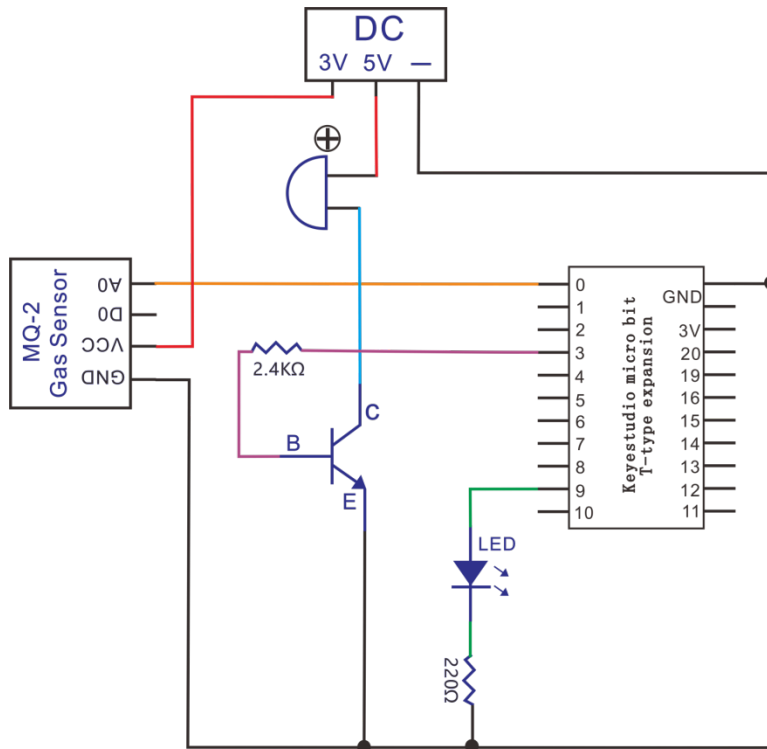 DC
3V 5V —
MQ-2
Gas Sensor
A0
D0
VCC
GND
2.4KΩ
B
C
E
LED
220Ω
Keyestudio micro bit
T-type expansion
0
1
2
3
4
5
6
7
8
9
10
GND
3V
20
19
16
15
14
13
12
11